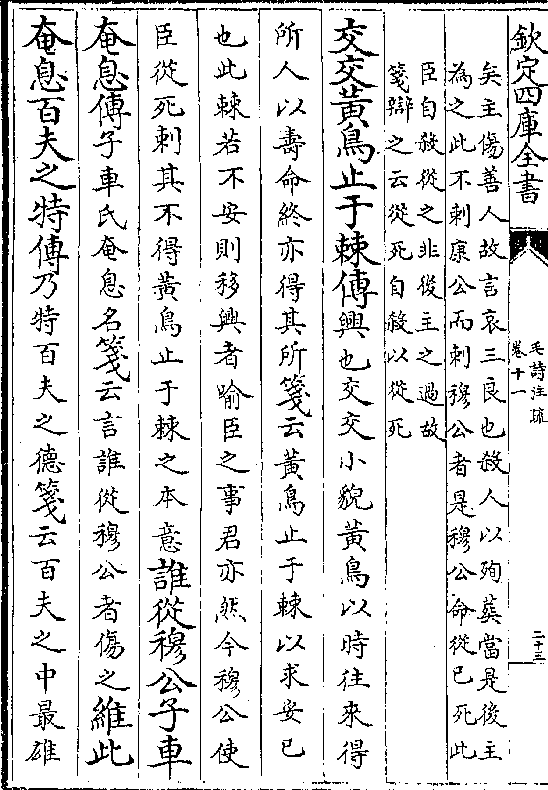 欽定四庫全書
毛詩注疏
卷十一
二十三
矣主傷善人故言哀三良也殺人以殉葬當是後主
為之此不刺康公而刺穆公者是穆公命從已死此
臣自殺從之非後主之過故
箋辯之云從死自殺以從死
交交黃鳥止于棘傳興也交交小貌黃鳥以時往來得
所人以壽命終亦得其所箋云黃鳥止于棘以求安已
也此棘若不安則移興者喻臣之事君亦然今穆公使
臣從死刺其不得黃鳥止于棘之本意誰從穆公子車
奄息傳子車氏奄息名箋云言誰從穆公者傷之維此
奄息百夫之特傳乃特百夫之德箋云百夫之中最雄